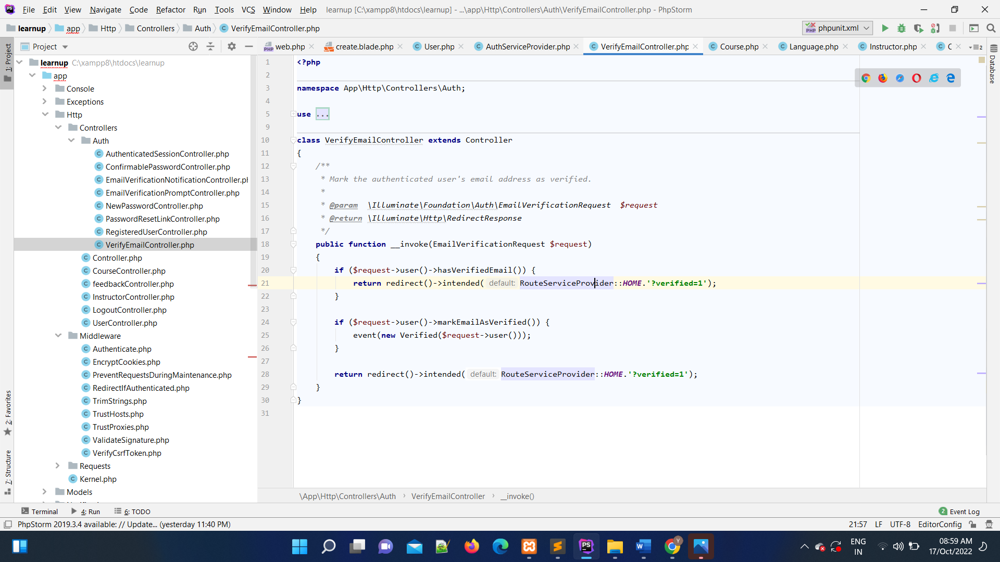 File Edit View Navigate Code Refactor Run Tools VCS Window Help learnup [C:\xampp8\htdocs\learnup] - ...\app\Http\Controllers\Auth\VerifyEmailController.php - PhpStorm
learnup app Http Controllers Auth VerifyEmailController.php phpunit.xml
Project web.php create.blade.php User.php AuthServiceProvider.php VerifyEmailController.php Course.php Language.php Instructor.php C 2
1: Project
2: Favorites
7: Structure
Database
learnup C:\xampp8\htdocs\learnup
app
Console
Exceptions
Http
Controllers
Auth
AuthenticatedSessionController.php
ConfirmablePasswordController.php
EmailVerificationNotificationController.pl
EmailVerificationPromptController.php
NewPasswordController.php
PasswordResetLinkController.php
RegisteredUserController.php
VerifyEmailController.php
Controller.php
CourseController.php
feedbackController.php
InstructorController.php
LogoutController.php
UserController.php
Middleware
Authenticate.php
EncryptCookies.php
PreventRequestsDuringMaintenance.php
RedirectIfAuthenticated.php
TrimStrings.php
TrustHosts.php
TrustProxies.php
ValidateSignature.php
VerifyCsrfToken.php
Requests
Kernel.php
Models
1 <?php
2
3 namespace App\Http\Controllers\Auth;
4
5 use ...
9
10 class VerifyEmailController extends Controller
11 {
12 /**
13 * Mark the authenticated user's email address as verified.
14 *
15 * @param \Illuminate\Foundation\Auth\EmailVerificationRequest $request
16 * @return \Illuminate\Http\RedirectResponse
17 */
18 public function __invoke(EmailVerificationRequest $request)
19 {
20 if ($request->user()->hasVerifiedEmail()) {
21 return redirect()->intended( default: RouteServiceProvider::HOME.'?verified=1');
22 }
23
24 if ($request->user()->markEmailAsVerified()) {
25 event(new Verified($request->user()));
26 }
27
28 return redirect()->intended( default: RouteServiceProvider::HOME.'?verified=1');
29 }
30 }
31
\App\Http\Controllers\Auth › VerifyEmailController › __invoke()
Terminal 4: Run 6: TODO 2 Event Log
PhpStorm 2019.3.4 available: // Update... (yesterday 11:40 PM) 21:57 LF UTF-8 EditorConfig
ENG
IN
08:59 AM
17/Oct/2022